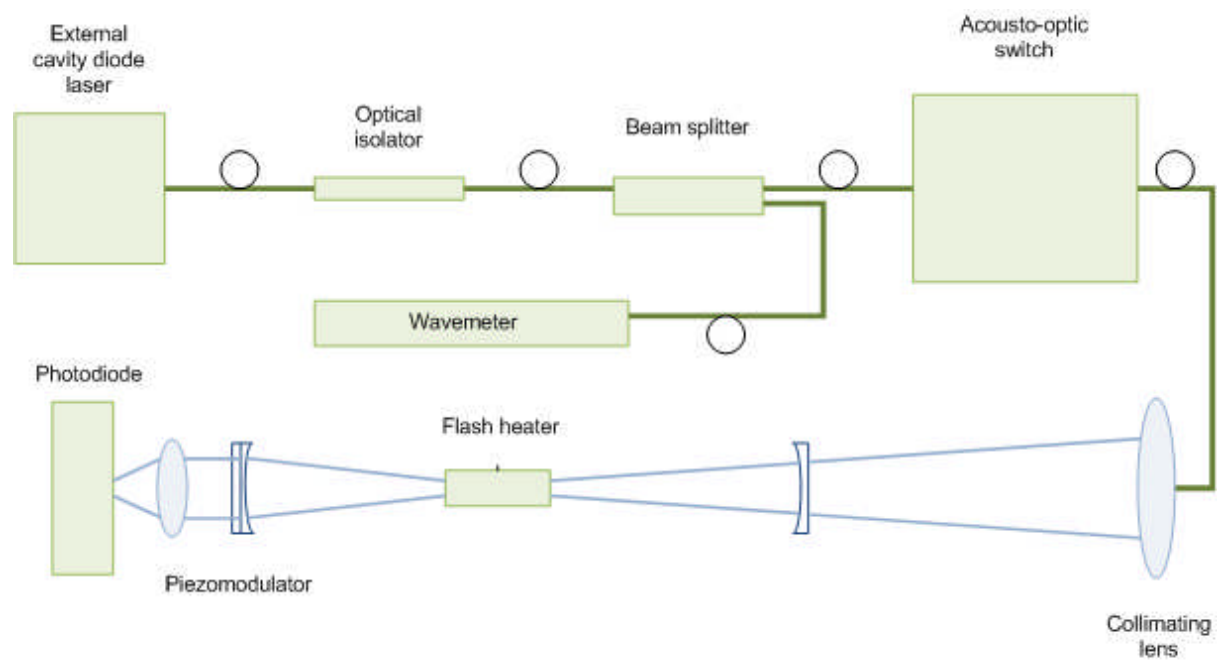 External
cavity diode
laser
Optical
isolator
Beam splitter
Acousto-optic
switch
Wavemeter
Photodiode
Flash heater
Piezomodulator
Collimating
lens